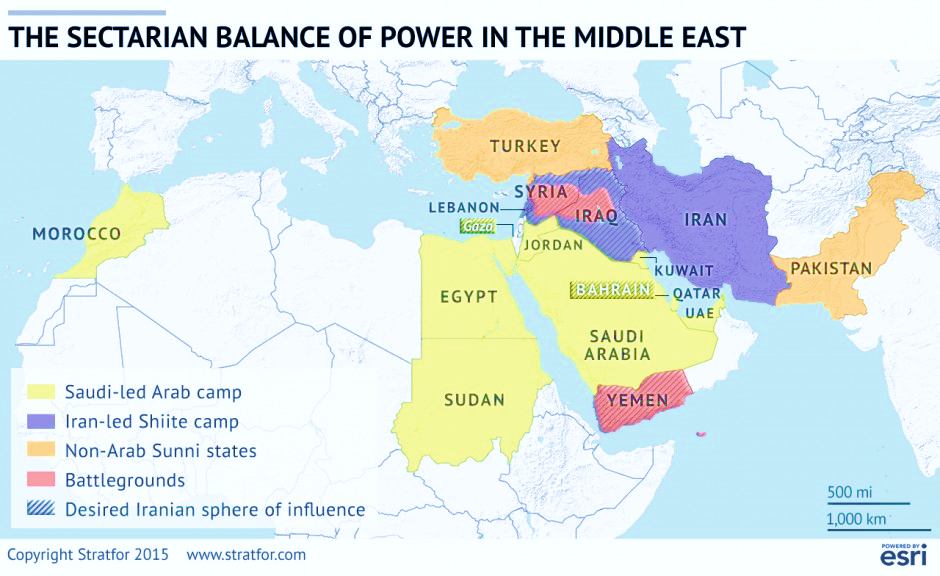 THE SECTARIAN BALANCE OF POWER IN THE MIDDLE EAST
TURKEY
SYRIA
LEBANON
IRAQ
IRAN
Gaza
MOROCCO
JORDAN
KUWAIT
PAKISTAN
EGYPT
BAHRAIN
QATAR
UAE
SAUDI
ARABIA
SUDAN
YEMEN
Saudi-led Arab camp
Iran-led Shiite camp
Non-Arab Sunni states
Battlegrounds
Desired Iranian sphere of influence
500 mi
1,000 km
Copyright Stratfor 2015 www.stratfor.com
POWERED BY
esri